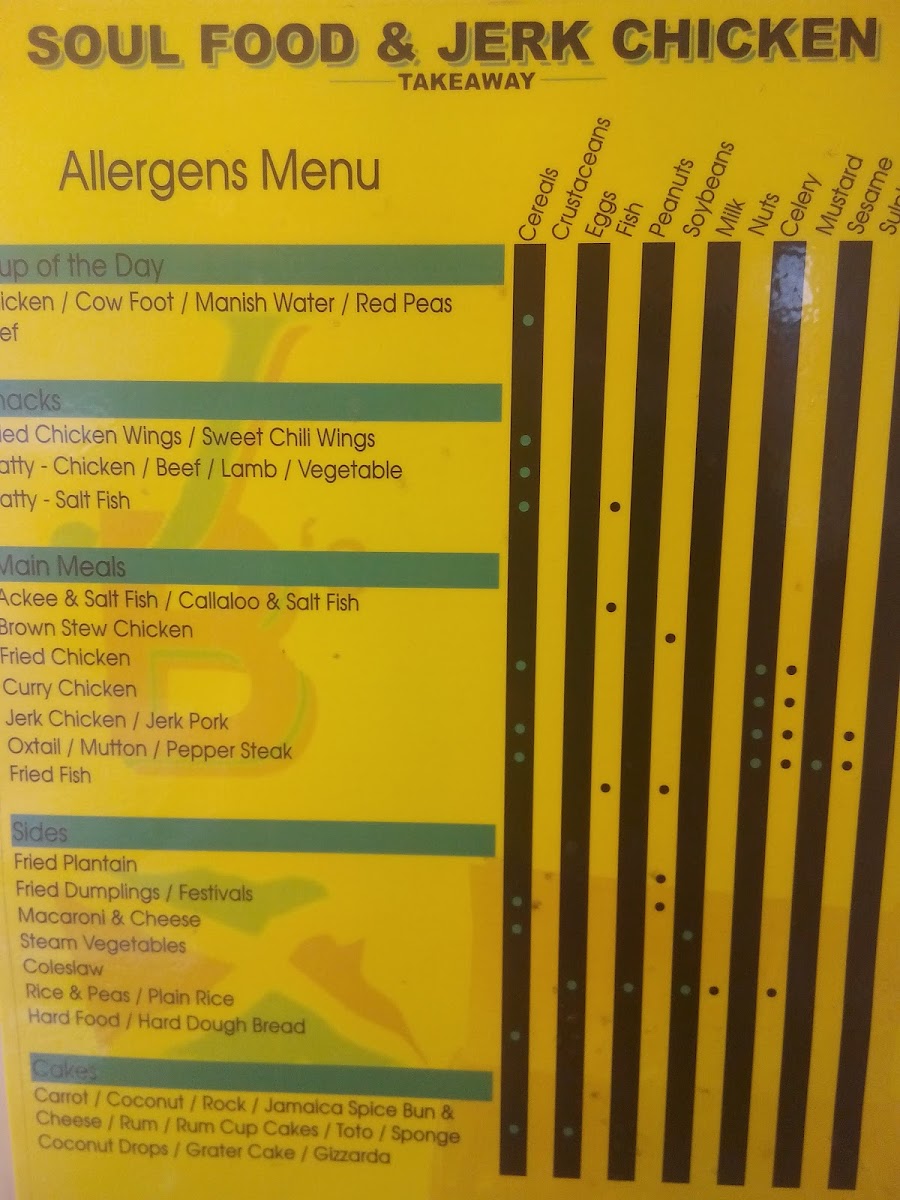 SOUL FOOD & JERK CHICKEN
TAKEAWAY
Allergens Menu
Cereals
Crustaceans
Eggs
Fish
Peanuts
Soybeans
Milk
Nuts
Celery
Mustard
Sesame
Sulp
up of the Day
icken / Cow Foot / Manish Water / Red Peas
ef
nacks
ied Chicken Wings / Sweet Chili Wings
atty - Chicken / Beef / Lamb / Vegetable
atty - Salt Fish
Main Meals
Ackee & Salt Fish / Callaloo & Salt Fish
Brown Stew Chicken
Fried Chicken
Curry Chicken
Jerk Chicken / Jerk Pork
Oxtail / Mutton / Pepper Steak
Fried Fish
Sides
Fried Plantain
Fried Dumplings / Festivals
Macaroni & Cheese
Steam Vegetables
Coleslaw
Rice & Peas / Plain Rice
Hard Food / Hard Dough Bread
Cakes
Carrot / Coconut / Rock / Jamaica Spice Bun &
Cheese / Rum / Rum Cup Cakes / Toto / Sponge
Coconut Drops / Grater Cake / Gizzarda